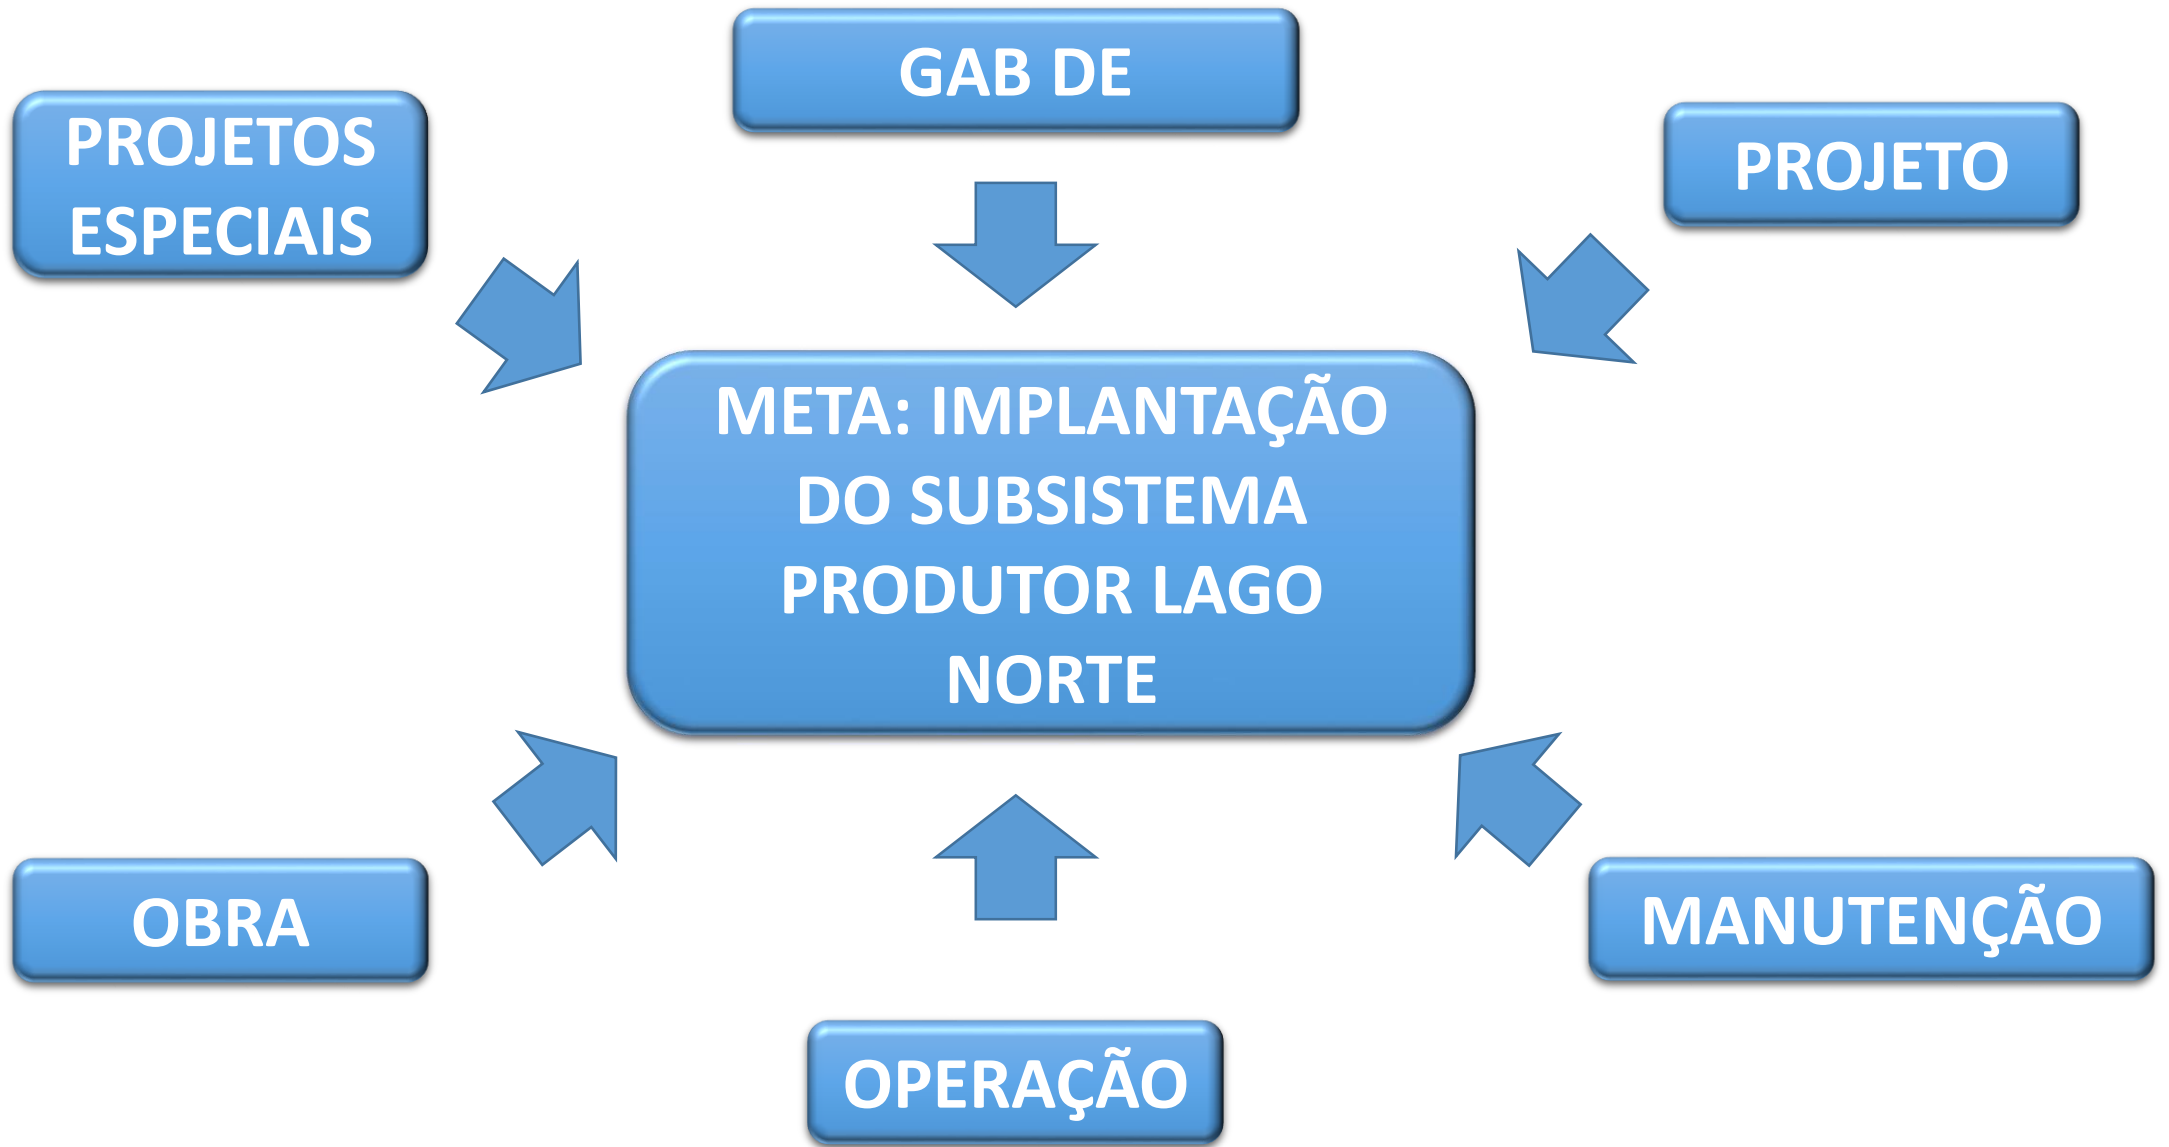 GAB DE
PROJETOS
ESPECIAIS
PROJETO
META: IMPLANTAÇÃO
DO SUBSISTEMA
PRODUTOR LAGO
NORTE
OBRA
MANUTENÇÃO
OPERAÇÃO